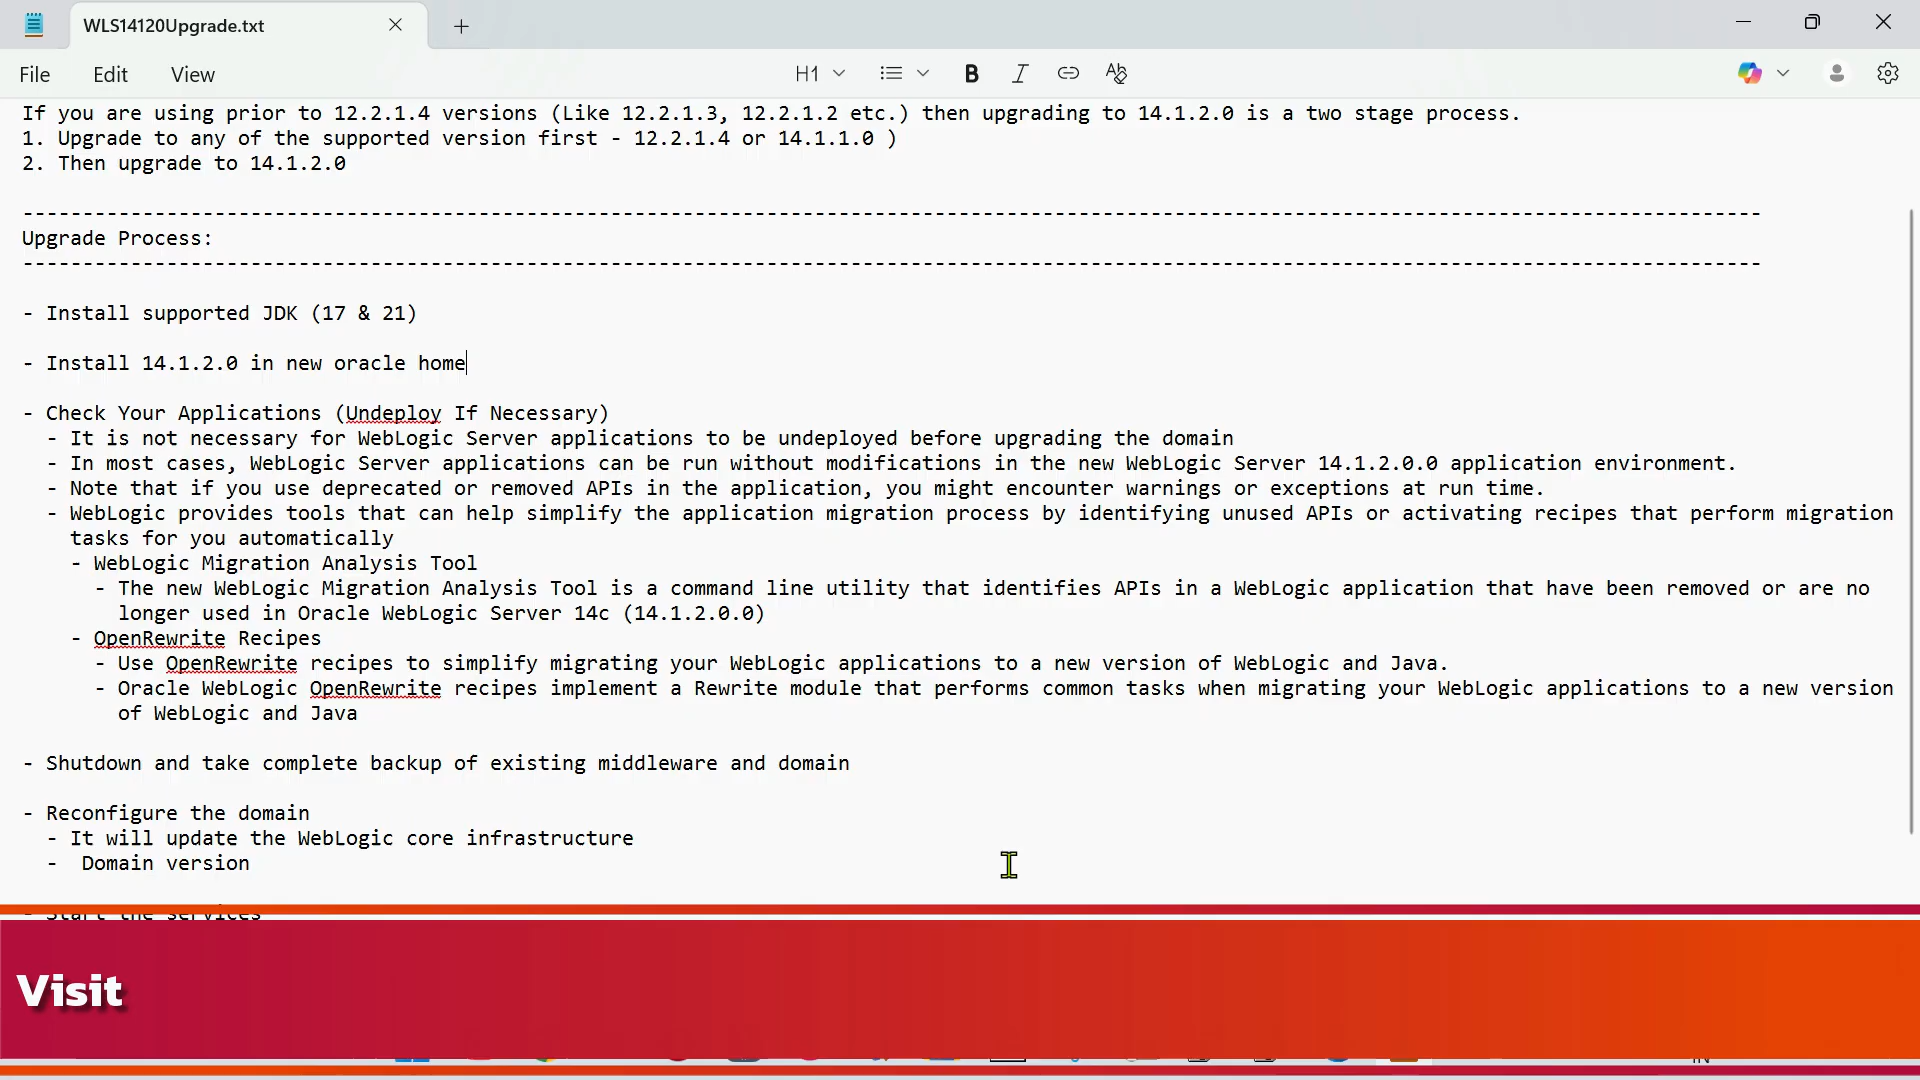 WLS14120Upgrade.txt
File Edit View H1
If you are using prior to 12.2.1.4 versions (Like 12.2.1.3, 12.2.1.2 etc.) then upgrading to 14.1.2.0 is a two stage process.
1. Upgrade to any of the supported version first - 12.2.1.4 or 14.1.1.0 )
2. Then upgrade to 14.1.2.0
-------------------------------------------------------------------------------------------------------------------------------------------------
Upgrade Process:
-------------------------------------------------------------------------------------------------------------------------------------------------
- Install supported JDK (17 & 21)
- Install 14.1.2.0 in new oracle home
- Check Your Applications (Undeploy If Necessary)
- It is not necessary for WebLogic Server applications to be undeployed before upgrading the domain
- In most cases, WebLogic Server applications can be run without modifications in the new WebLogic Server 14.1.2.0.0 application environment.
- Note that if you use deprecated or removed APIs in the application, you might encounter warnings or exceptions at run time.
- WebLogic provides tools that can help simplify the application migration process by identifying unused APIs or activating recipes that perform migration
tasks for you automatically
- WebLogic Migration Analysis Tool
- The new WebLogic Migration Analysis Tool is a command line utility that identifies APIs in a WebLogic application that have been removed or are no
longer used in Oracle WebLogic Server 14c (14.1.2.0.0)
- OpenRewrite Recipes
- Use OpenRewrite recipes to simplify migrating your WebLogic applications to a new version of WebLogic and Java.
- Oracle WebLogic OpenRewrite recipes implement a Rewrite module that performs common tasks when migrating your WebLogic applications to a new version
of WebLogic and Java
- Shutdown and take complete backup of existing middleware and domain
- Reconfigure the domain
- It will update the WebLogic core infrastructure
- Domain version
- Start the services
Visit